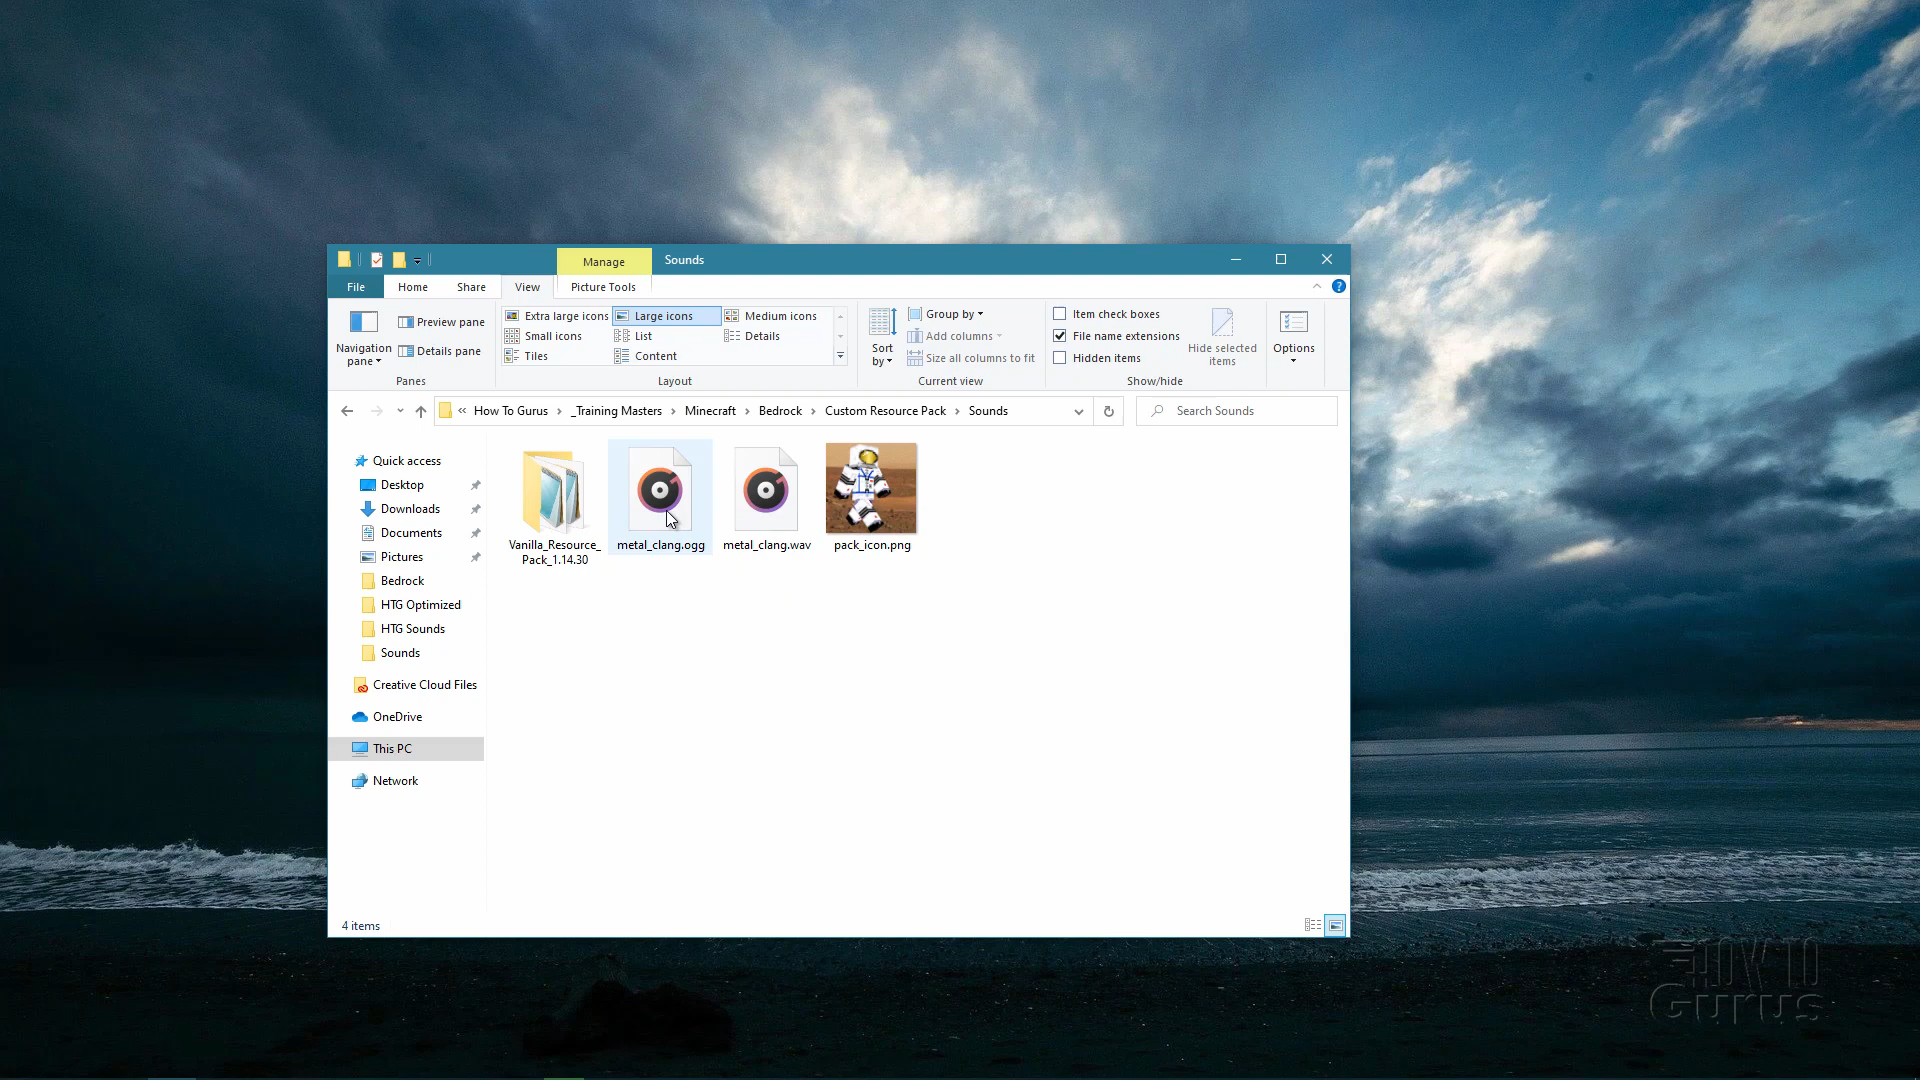 Manage
Sounds
File
Home
Share
View
Picture Tools
Navigation pane
Preview pane
Details pane
Panes
Extra large icons
Large icons
Medium icons
Small icons
List
Details
Tiles
Content
Layout
Sort by
Group by
Add columns
Size all columns to fit
Current view
Item check boxes
File name extensions
Hidden items
Hide selected items
Show/hide
Options
« How To Gurus › _Training Masters › Minecraft › Bedrock › Custom Resource Pack › Sounds
Search Sounds
Quick access
Desktop
Downloads
Documents
Pictures
Bedrock
HTG Optimized
HTG Sounds
Sounds
Creative Cloud Files
OneDrive
This PC
Network
Vanilla_Resource_
Pack_1.14.30
metal_clang.ogg
metal_clang.wav
pack_icon.png
4 items
HOW TO
GURUS